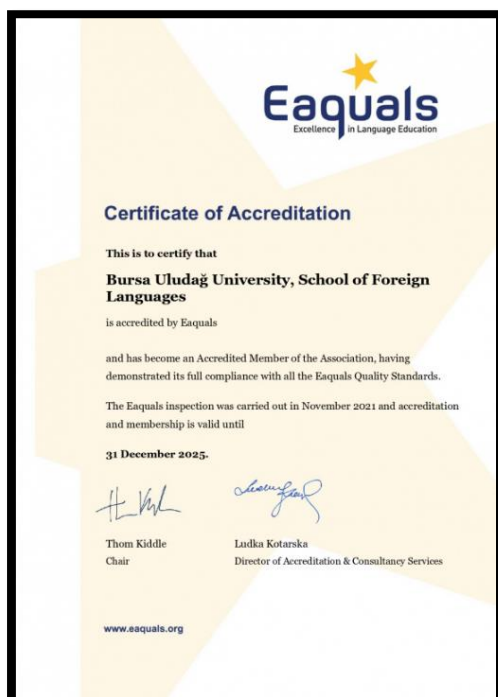 Eaquals
Excellence in Language Education
Certificate of Accreditation
This is to certify that
Bursa Uludağ University, School of Foreign
Languages
is accredited by Eaquals
and has become an Accredited Member of the Association, having
demonstrated its full compliance with all the Eaquals Quality Standards.
The Eaquals inspection was carried out in November 2021 and accreditation
and membership is valid until
31 December 2025.
Thom Kiddle
Chair
Ludka Kotarska
Director of Accreditation & Consultancy Services
www.eaquals.org